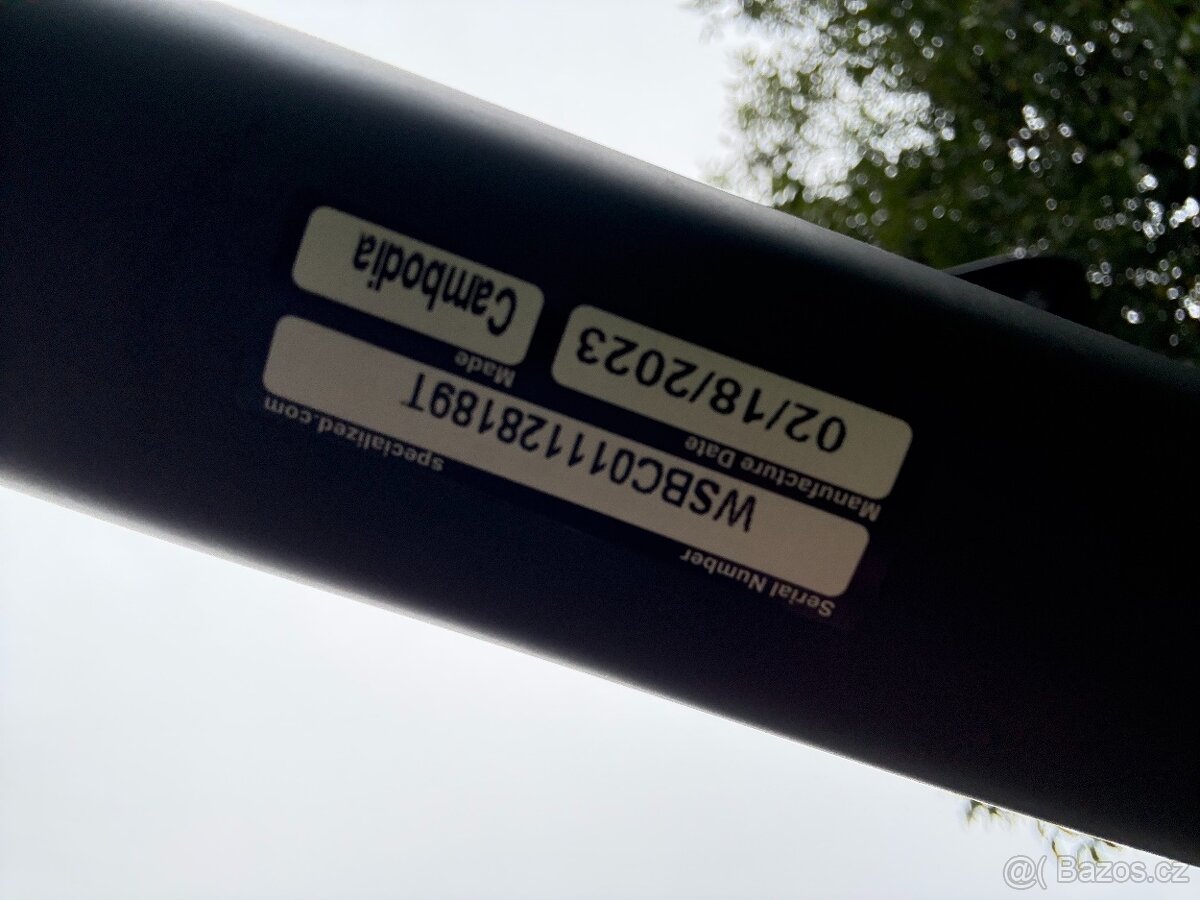 Serial Number
specialized.com
WSBC011128189T
Manufacture Date
Made
02/18/2023
Cambodia
@( Bazos.cz